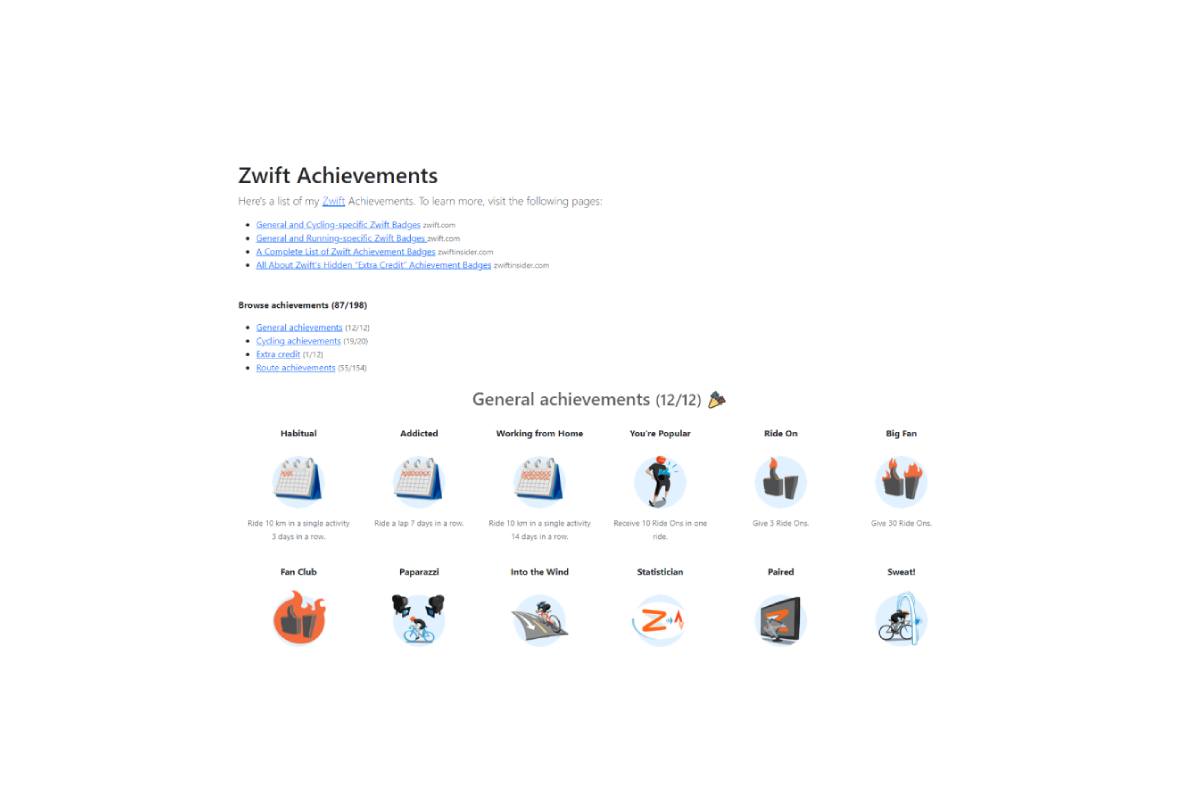 Zwift Achievements
Here's a list of my Zwift Achievements. To learn more, visit the following pages:
General and Cycling-specific Zwift Badges zwift.com
General and Running-specific Zwift Badges zwift.com
A Complete List of Zwift Achievement Badges zwiftinsider.com
All About Zwift's Hidden "Extra Credit" Achievement Badges zwiftinsider.com
Browse achievements (87/198)
General achievements (12/12)
Cycling achievements (19/20)
Extra credit (1/12)
Route achievements (55/154)
General achievements (12/12)
Habitual Addicted Working from Home You're Popular Ride On Big Fan
Ride 10 km in a single activity Ride a lap 7 days in a row. Ride 10 km in a single activity Receive 10 Ride Ons in one Give 3 Ride Ons. Give 30 Ride Ons.
3 days in a row. 14 days in a row. ride.
Fan Club Paparazzi Into the Wind Statistician Paired Sweat!